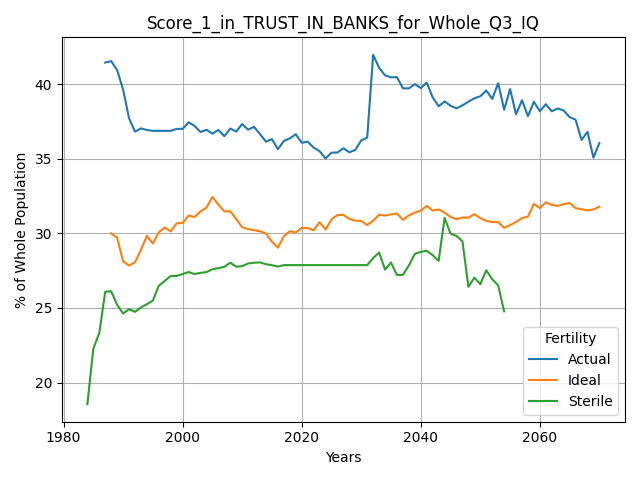 Score_1_in_TRUST_IN_BANKS_for_Whole_Q3_IQ
% of Whole Population
40
35
30
25
20
1980
2000
2020
2040
2060
Years
Fertility
Actual
Ideal
Sterile